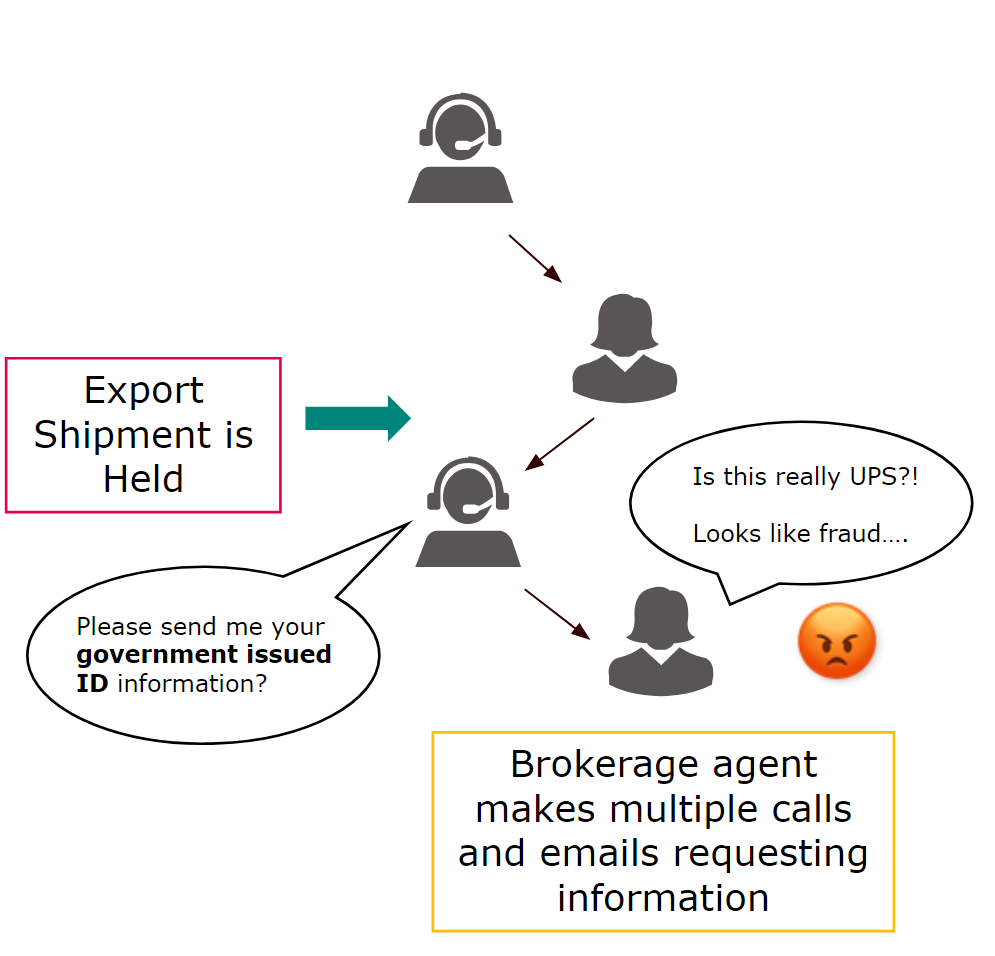 Export
Shipment is
Held
Is this really UPS?!
Looks like fraud….
Please send me your
government issued
ID information?
Brokerage agent
makes multiple calls
and emails requesting
information